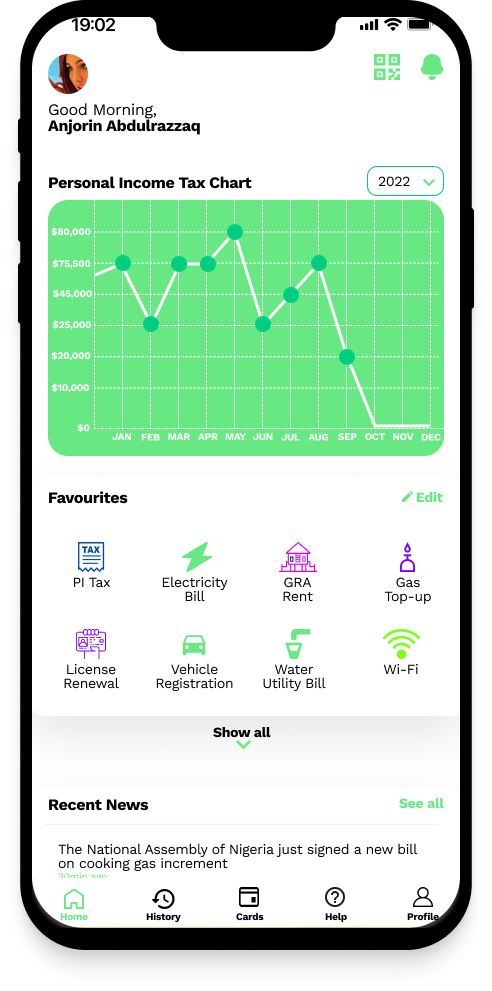 19:02
Good Morning,
Anjorin Abdulrazzaq
Personal Income Tax Chart
2022
$80,000
$75,500
$45,000
$25,000
$20,000
$10,000
$0
JAN FEB MAR APR MAY JUN JUL AUG SEP OCT NOV DEC
Favourites
Edit
TAX
PI Tax
Electricity
Bill
GRA
Rent
Gas
Top-up
License
Renewal
Vehicle
Registration
Water
Utility Bill
Wi-Fi
Show all
Recent News
See all
The National Assembly of Nigeria just signed a new bill
on cooking gas increment
30min ago
Home History Cards Help Profile